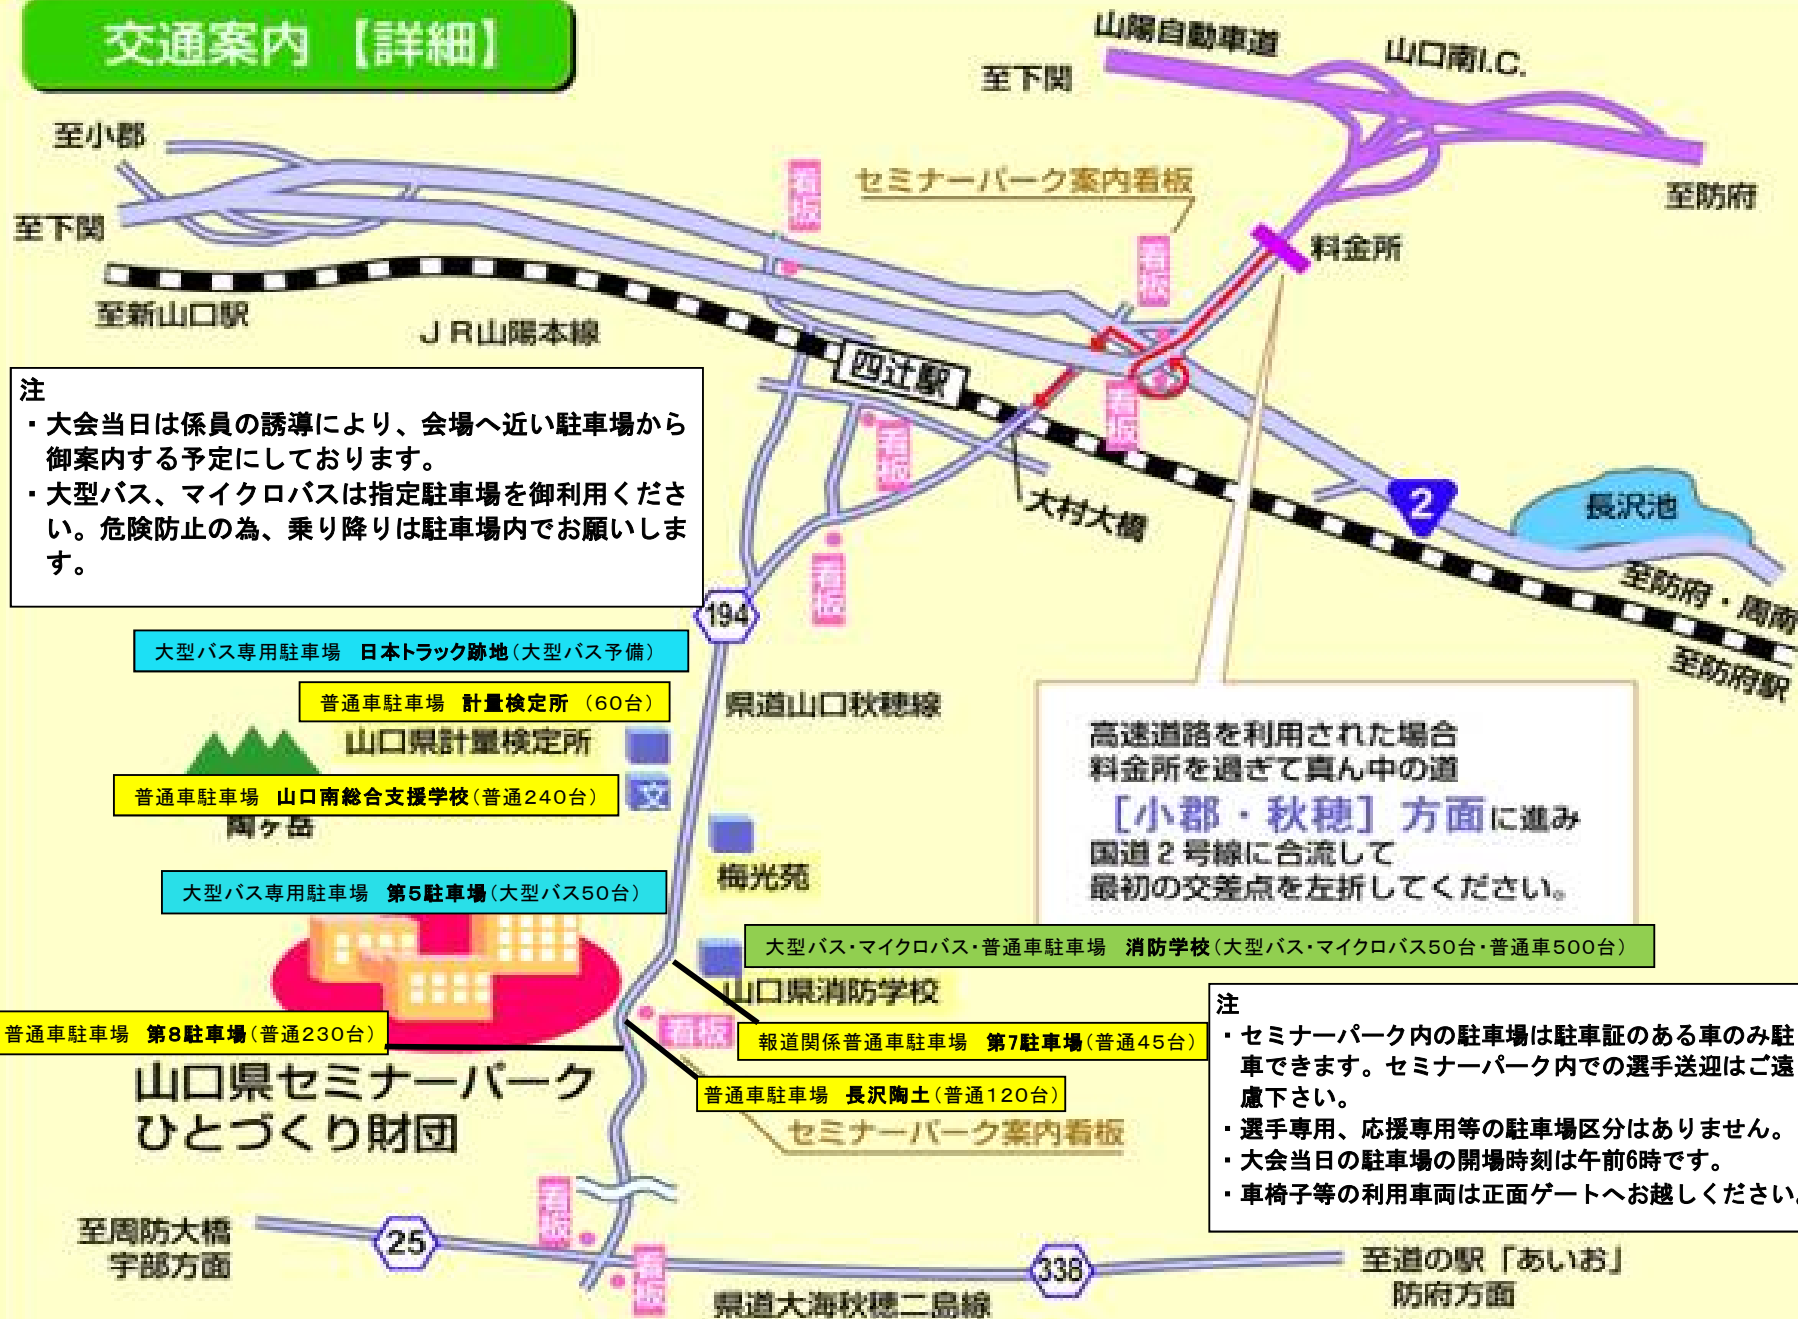 交通案内【詳細】
山陽自動車道
山口南I.C.
至下関
至防府
至小郡
至下関
看板
セミナーパーク案内看板
看板
料金所
至新山口駅
JR山陽本線
四辻駅
看板
看板
大村大橋
2
長沢池
至防府・周南
至防府駅
注
・大会当日は係員の誘導により、会場へ近い駐車場から
御案内する予定にしております。
・大型バス、マイクロバスは指定駐車場を御利用くださ
い。危険防止の為、乗り降りは駐車場内でお願いしま
す。
看板
194
大型バス専用駐車場 日本トラック跡地(大型バス予備)
普通車駐車場 計量検定所 (60台)
山口県計量検定所
県道山口秋穂線
普通車駐車場 山口南総合支援学校(普通240台)
文
陶ヶ岳
梅光苑
高速道路を利用された場合
料金所を過ぎて真ん中の道
[小郡・秋穂]方面に進み
国道2号線に合流して
最初の交差点を左折してください。
大型バス専用駐車場 第5駐車場(大型バス50台)
大型バス・マイクロバス・普通車駐車場 消防学校(大型バス・マイクロバス50台・普通車500台)
山口県消防学校
普通車駐車場 第8駐車場(普通230台)
看板
報道関係普通車駐車場 第7駐車場(普通45台)
普通車駐車場 長沢陶土(普通120台)
山口県セミナーパーク
ひとづくり財団
セミナーパーク案内看板
注
・セミナーパーク内の駐車場は駐車証のある車のみ駐
車できます。セミナーパーク内での選手送迎はご遠
慮下さい。
・選手専用、応援専用等の駐車場区分はありません。
・大会当日の駐車場の開場時刻は午前6時です。
・車椅子等の利用車両は正面ゲートへお越しください。
看板
至周防大橋
宇部方面
25
看板
338
県道大海秋穂二島線
至道の駅「あいお」
防府方面